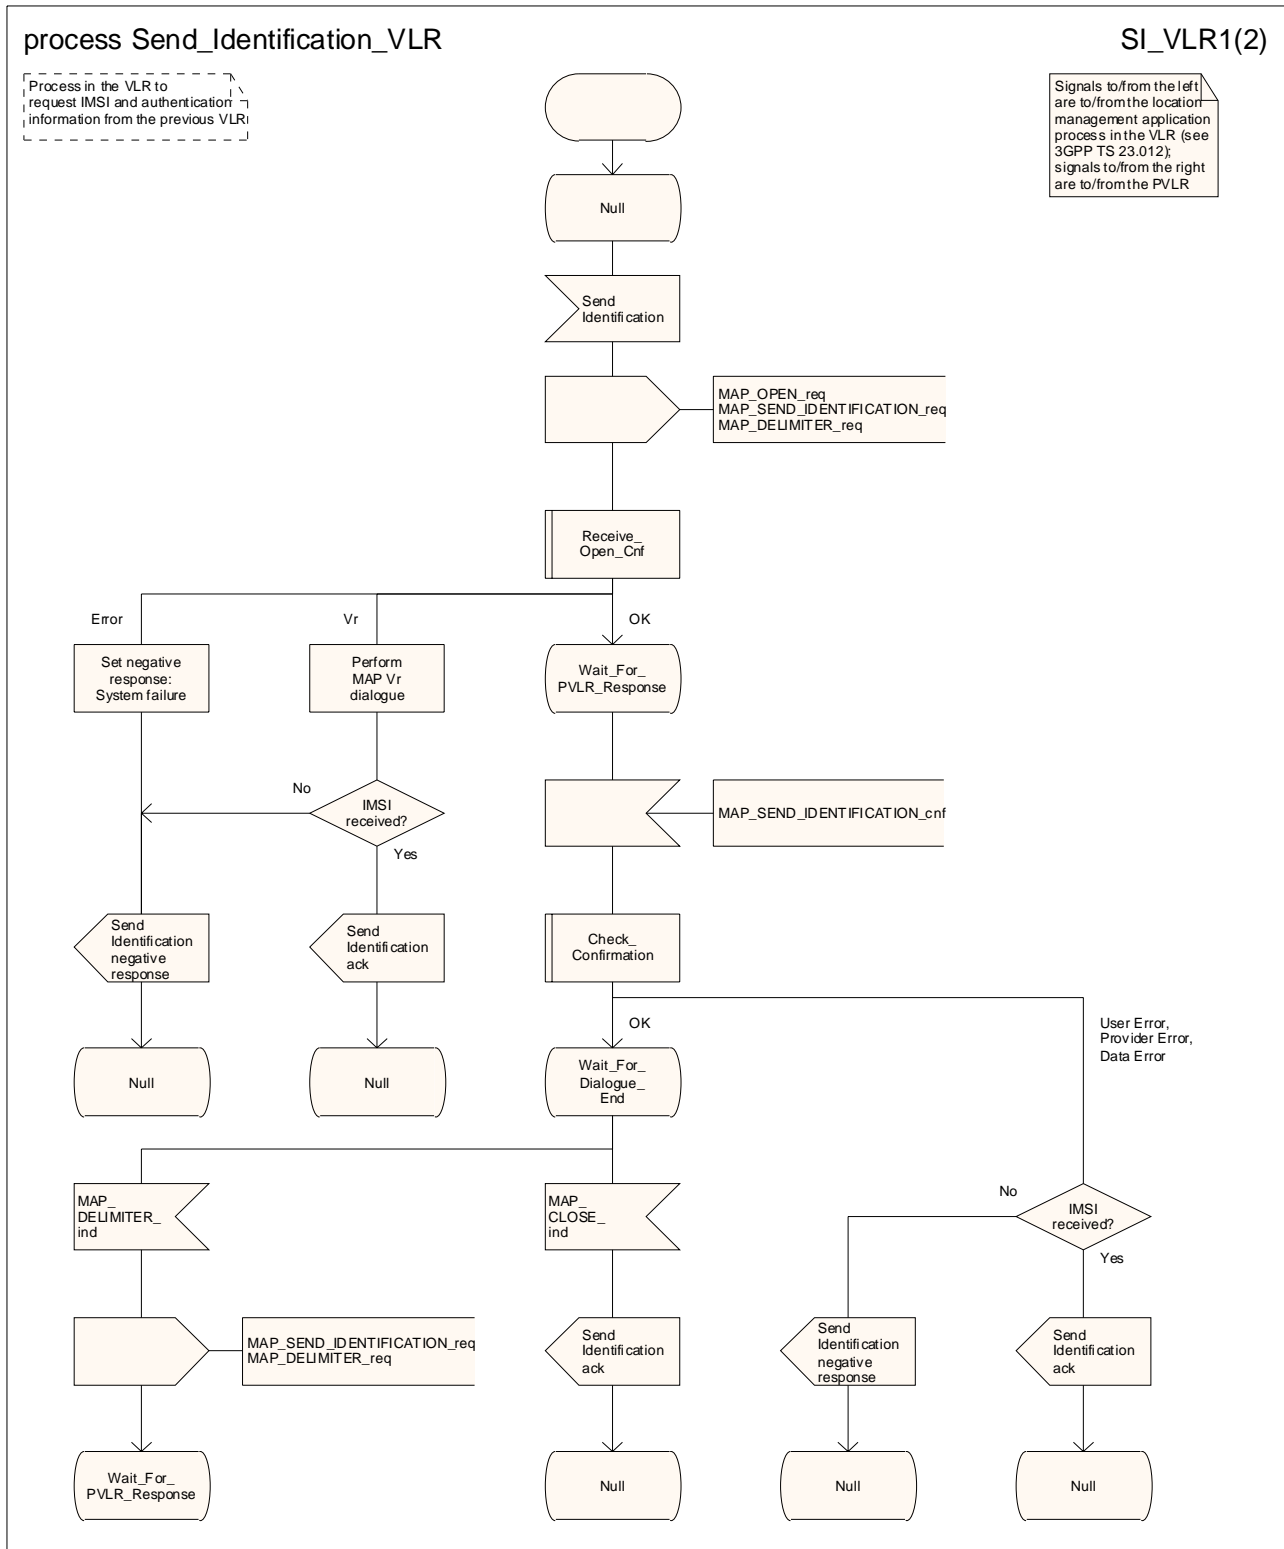 process Send_Identification_VLR
SI_VLR1(2)
Process in the VLR to
request IMSI and authentication
information from the previous VLR
Signals to/from the left
are to/from the location
management application
process in the VLR (see
3GPP TS 23.012);
signals to/from the right
are to/from the PVLR
Null
Send
Identification
MAP_OPEN_req
MAP_SEND_IDENTIFICATION_req
MAP_DELIMITER_req
Receive_
Open_Cnf
Error
Vr
OK
Set negative
response:
System failure
Perform
MAP Vr
dialogue
Wait_For_
PVLR_Response
No
IMSI
received?
Yes
MAP_SEND_IDENTIFICATION_cnf
Send
Identification
negative
response
Send
Identification
ack
Check_
Confirmation
OK
User Error,
Provider Error,
Data Error
Null
Null
Wait_For_
Dialogue_
End
MAP_
DELIMITER_
ind
MAP_
CLOSE_
ind
No
IMSI
received?
Yes
MAP_SEND_IDENTIFICATION_req
MAP_DELIMITER_req
Send
Identification
ack
Send
Identification
negative
response
Send
Identification
ack
Wait_For_
PVLR_Response
Null
Null
Null